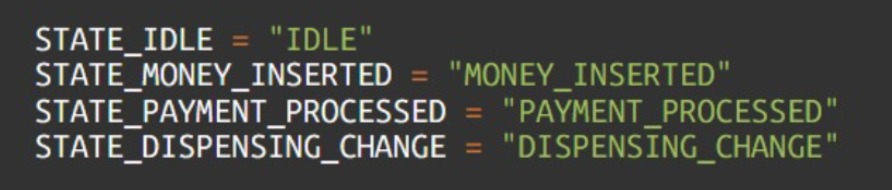 STATE_IDLE = "IDLE"
STATE_MONEY_INSERTED = "MONEY_INSERTED"
STATE_PAYMENT_PROCESSED = "PAYMENT_PROCESSED"
STATE_DISPENSING_CHANGE = "DISPENSING_CHANGE"